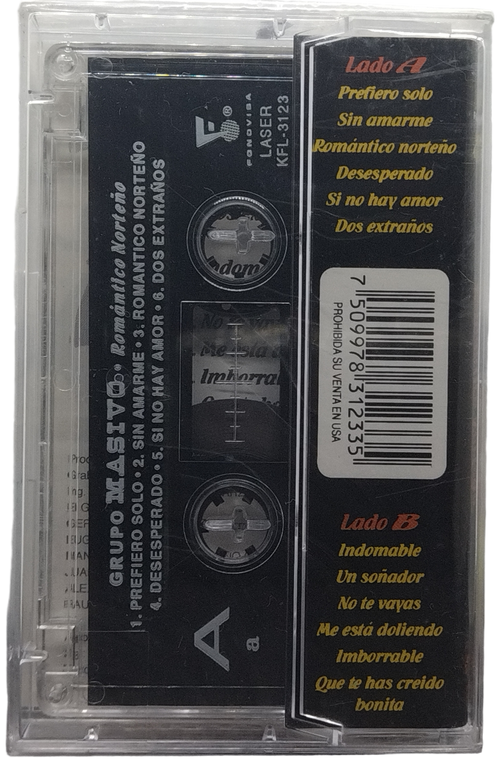 GRUPO MASIVO • Romántico Norteño
1. PREFIERO SOLO • 2. SIN AMARME • 3. ROMANTICO NORTEÑO
4. DESESPERADO • 5. SI NO HAY AMOR • 6. DOS EXTRAÑOS
FONOVISA
LASER
KFL-3123
A
a
Imborra
Lado A
Prefiero solo
Sin amarme
Romántico norteño
Desesperado
Si no hay amor
Dos extraños
7 509978 312335
PROHIBIDA SU VENTA EN USA
Lado B
Indomable
Un soñador
No te vayas
Me está doliendo
Imborrable
Que te has creído
bonita